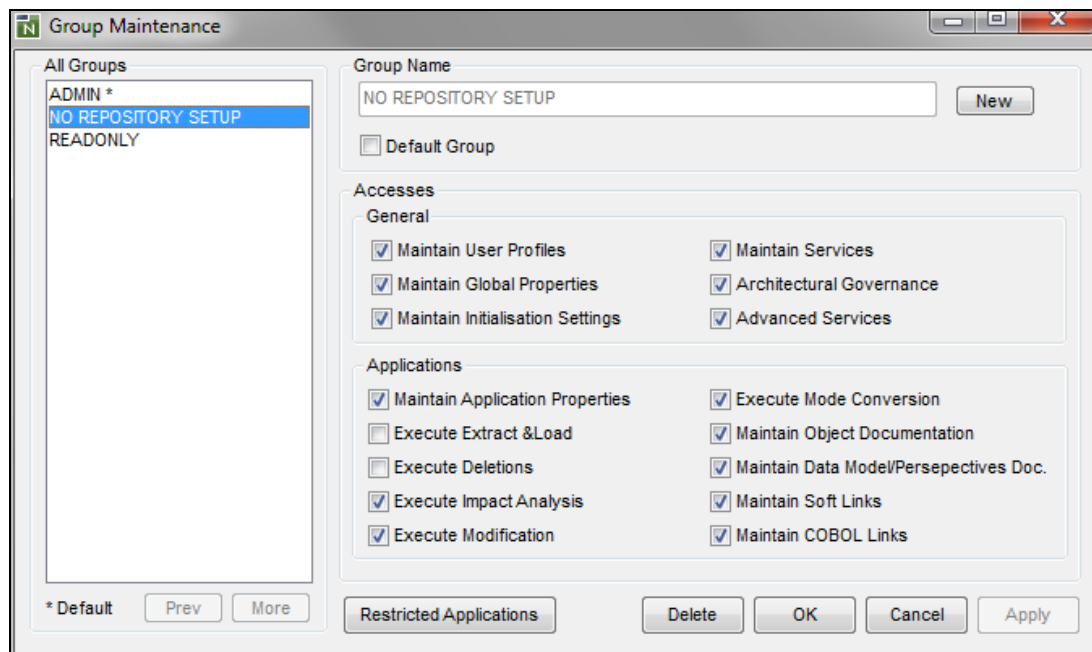 Group Maintenance
All Groups
ADMIN *
NO REPOSITORY SETUP
READONLY
* Default
Prev
More
Group Name
NO REPOSITORY SETUP
New
Default Group
Accesses
General
Maintain User Profiles
Maintain Services
Maintain Global Properties
Architectural Governance
Maintain Initialisation Settings
Advanced Services
Applications
Maintain Application Properties
Execute Mode Conversion
Execute Extract &Load
Maintain Object Documentation
Execute Deletions
Maintain Data Model/Persepectives Doc.
Execute Impact Analysis
Maintain Soft Links
Execute Modification
Maintain COBOL Links
Restricted Applications
Delete
OK
Cancel
Apply